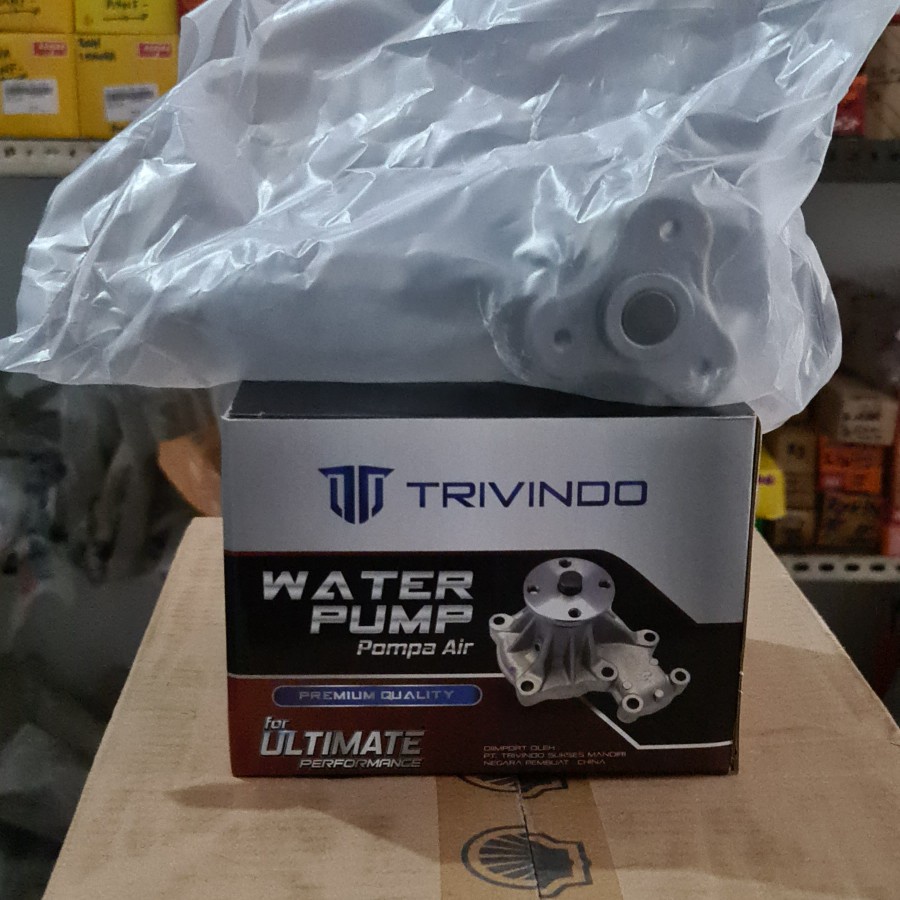 TRIVINDO
WATER
PUMP
Pompa Air
PREMIUM QUALITY
for
ULTIMATE
PERFORMANCE
DIIMPORT OLEH
PT. TRIVINDO SUKSES MANDIRI
NEGARA PEMBUAT : CHINA